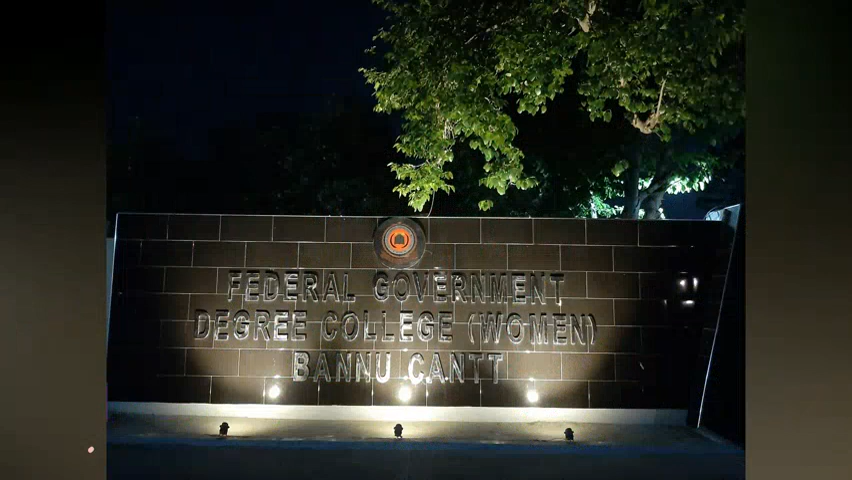 FEDERAL GOVERNMENT
DEGREE COLLEGE (WOMEN)
BANNU CANTT